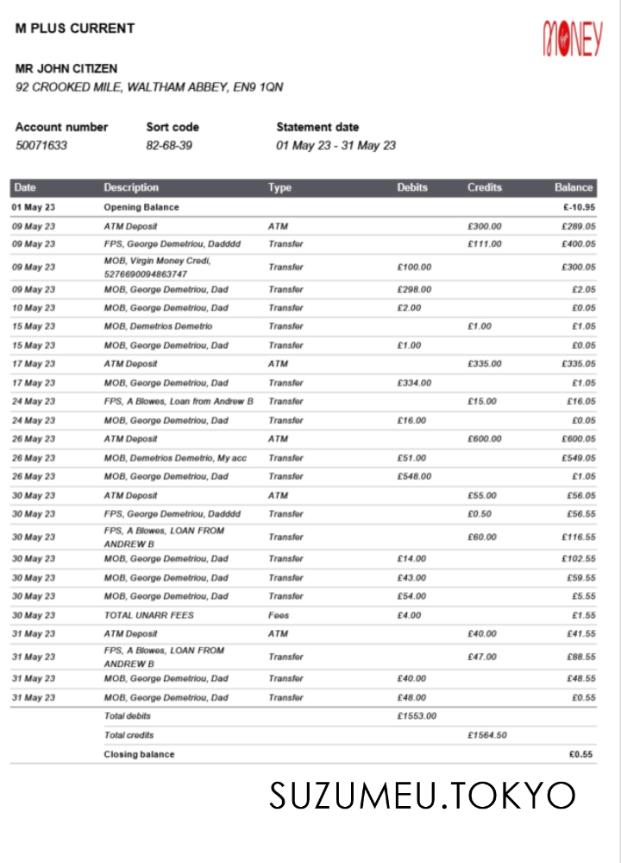 M PLUS CURRENT
MONEY
MR JOHN CITIZEN
92 CROOKED MILE, WALTHAM ABBEY, EN9 1QN
Account number Sort code Statement date
50071633 82-68-39 01 May 23 - 31 May 23
Date Description Type Debits Credits Balance
01 May 23 Opening Balance £-10.95
09 May 23 ATM Deposit ATM £300.00 £289.05
09 May 23 FPS, George Demetriou, Dadddd Transfer £111.00 £400.05
09 May 23 MOB, Virgin Money Credi, Transfer £100.00 £300.05
5276690094863747
09 May 23 MOB, George Demetriou, Dad Transfer £298.00 £2.05
10 May 23 MOB, George Demetriou, Dad Transfer £2.00 £0.05
15 May 23 MOB, Demetrios Demetrio Transfer £1.00 £1.05
15 May 23 MOB, George Demetriou, Dad Transfer £1.00 £0.05
17 May 23 ATM Deposit ATM £335.00 £335.05
17 May 23 MOB, George Demetriou, Dad Transfer £334.00 £1.05
24 May 23 FPS, A Blowes, Loan from Andrew B Transfer £15.00 £16.05
24 May 23 MOB, George Demetriou, Dad Transfer £16.00 £0.05
26 May 23 ATM Deposit ATM £600.00 £600.05
26 May 23 MOB, Demetrios Demetrio, My acc Transfer £51.00 £549.05
26 May 23 MOB, George Demetriou, Dad Transfer £548.00 £1.05
30 May 23 ATM Deposit ATM £55.00 £56.05
30 May 23 FPS, George Demetriou, Dadddd Transfer £0.50 £56.55
30 May 23 FPS, A Blowes, LOAN FROM Transfer £60.00 £116.55
ANDREW B
30 May 23 MOB, George Demetriou, Dad Transfer £14.00 £102.55
30 May 23 MOB, George Demetriou, Dad Transfer £43.00 £59.55
30 May 23 MOB, George Demetriou, Dad Transfer £54.00 £5.55
30 May 23 TOTAL UNARR FEES Fees £4.00 £1.55
31 May 23 ATM Deposit ATM £40.00 £41.55
31 May 23 FPS, A Blowes, LOAN FROM Transfer £47.00 £88.55
ANDREW B
31 May 23 MOB, George Demetriou, Dad Transfer £40.00 £48.55
31 May 23 MOB, George Demetriou, Dad Transfer £48.00 £0.55
Total debits £1553.00
Total credits £1564.50
Closing balance £0.55
SUZUMEU.TOKYO